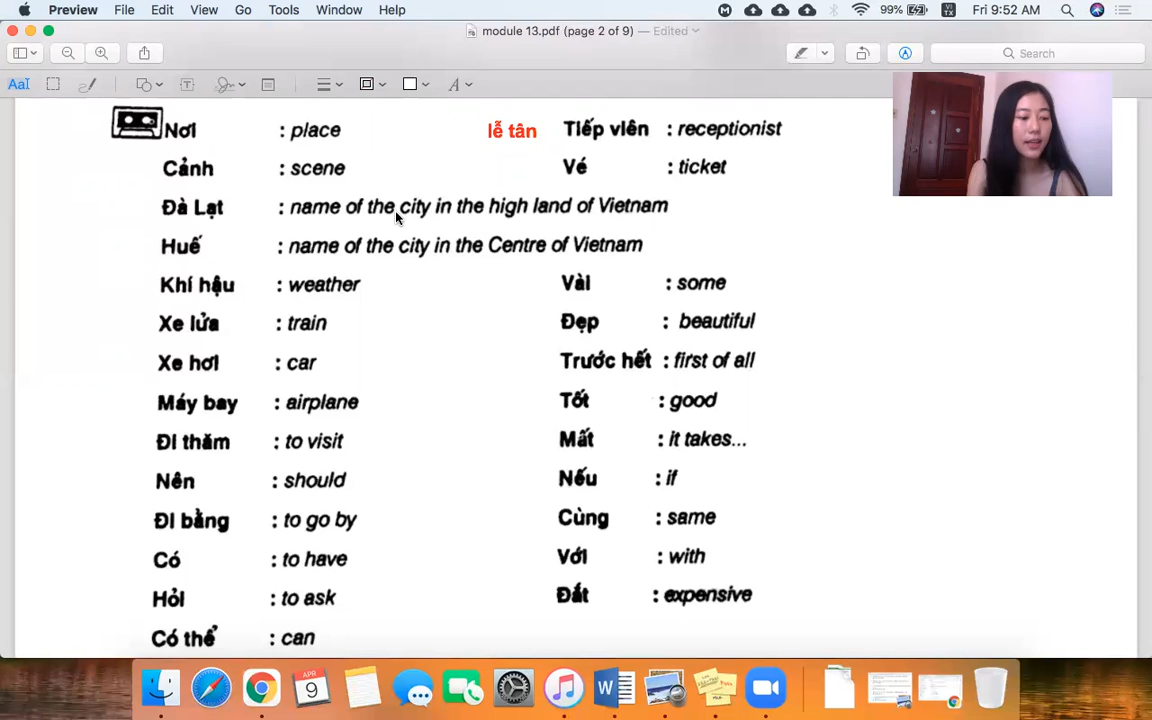 Preview File Edit View Go Tools Window Help 99% VI TX Fri 9:52 AM
module 13.pdf (page 2 of 9) — Edited
Search
AaI T A
Nơi : place lễ tân Tiếp viên : receptionist
Cảnh : scene Vé : ticket
Đà Lạt : name of the city in the high land of Vietnam
Huế : name of the city in the Centre of Vietnam
Khí hậu : weather Vài : some
Xe lửa : train Đẹp : beautiful
Xe hơi : car Trước hết : first of all
Máy bay : airplane Tốt : good
Đi thăm : to visit Mất : it takes...
Nên : should Nếu : if
Đi bằng : to go by Cùng : same
Có : to have Với : with
Hỏi : to ask Đắt : expensive
Có thể : can
APR
9
W